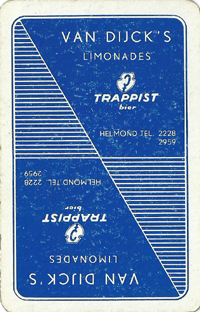 VAN DIJCK'S
LIMONADES
TRAPPIST
bier
HELMOND TEL. 2228
2959
VAN DIJCK'S
LIMONADES
TRAPPIST
bier
HELMOND TEL. 2228
2959